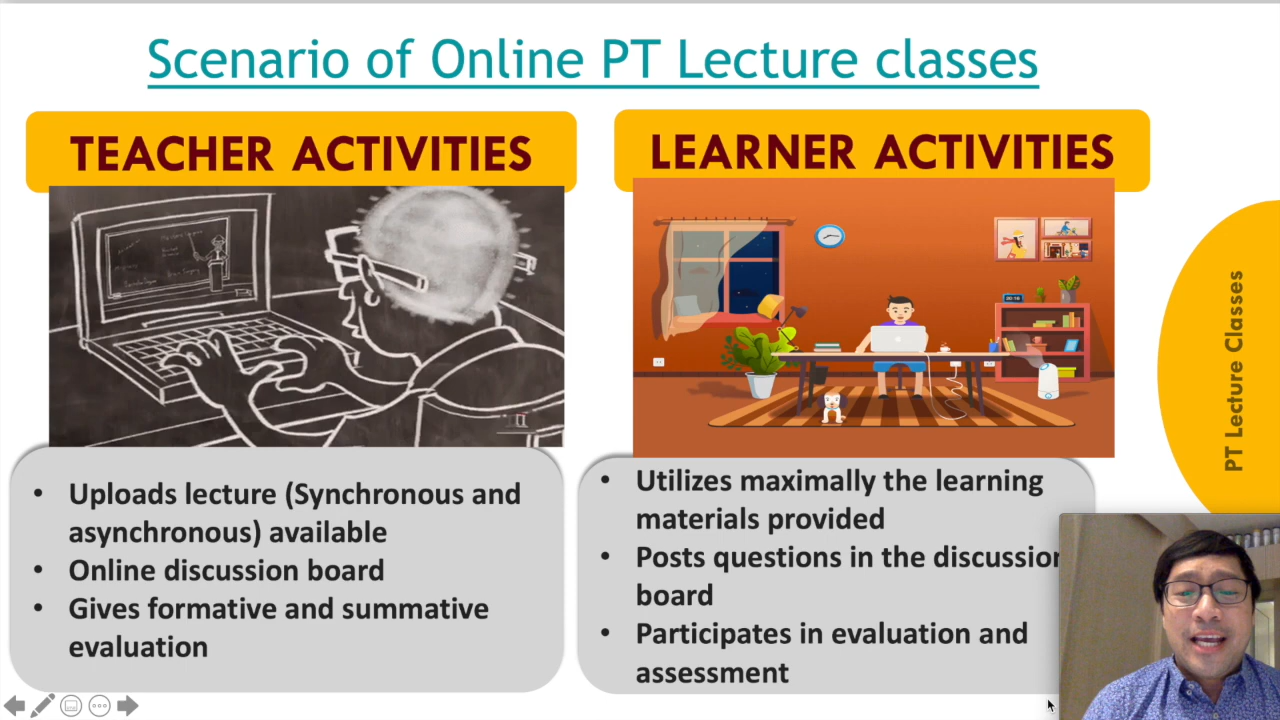 Scenario of Online PT Lecture classes
TEACHER ACTIVITIES
LEARNER ACTIVITIES
• Uploads lecture (Synchronous and
asynchronous) available
• Online discussion board
• Gives formative and summative
evaluation
• Utilizes maximally the learning
materials provided
• Posts questions in the discussion
board
• Participates in evaluation and
assessment
PT Lecture Classes